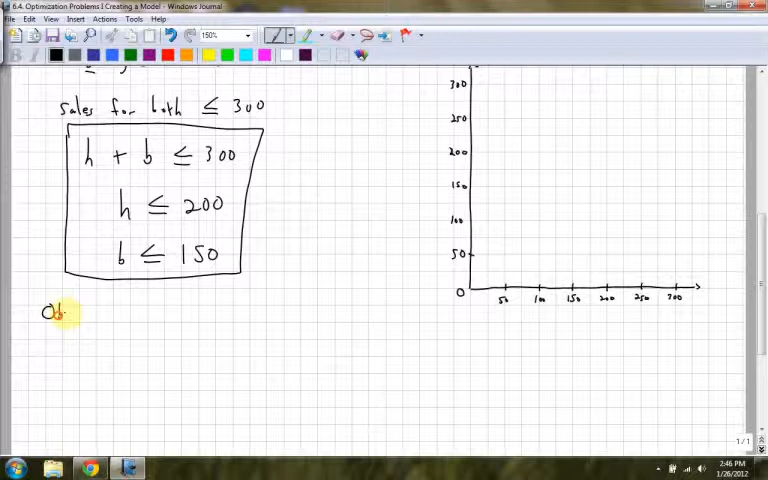 6.4. Optimization Problems I Creating a Model - Windows Journal
File Edit View Insert Actions Tools Help
150%
sales for both ≤ 300
h + b ≤ 300
h ≤ 200
b ≤ 150
Ob
300
250
200
150
100
50
0
50 100 150 200 250 300
1 / 1
2:46 PM
1/26/2012